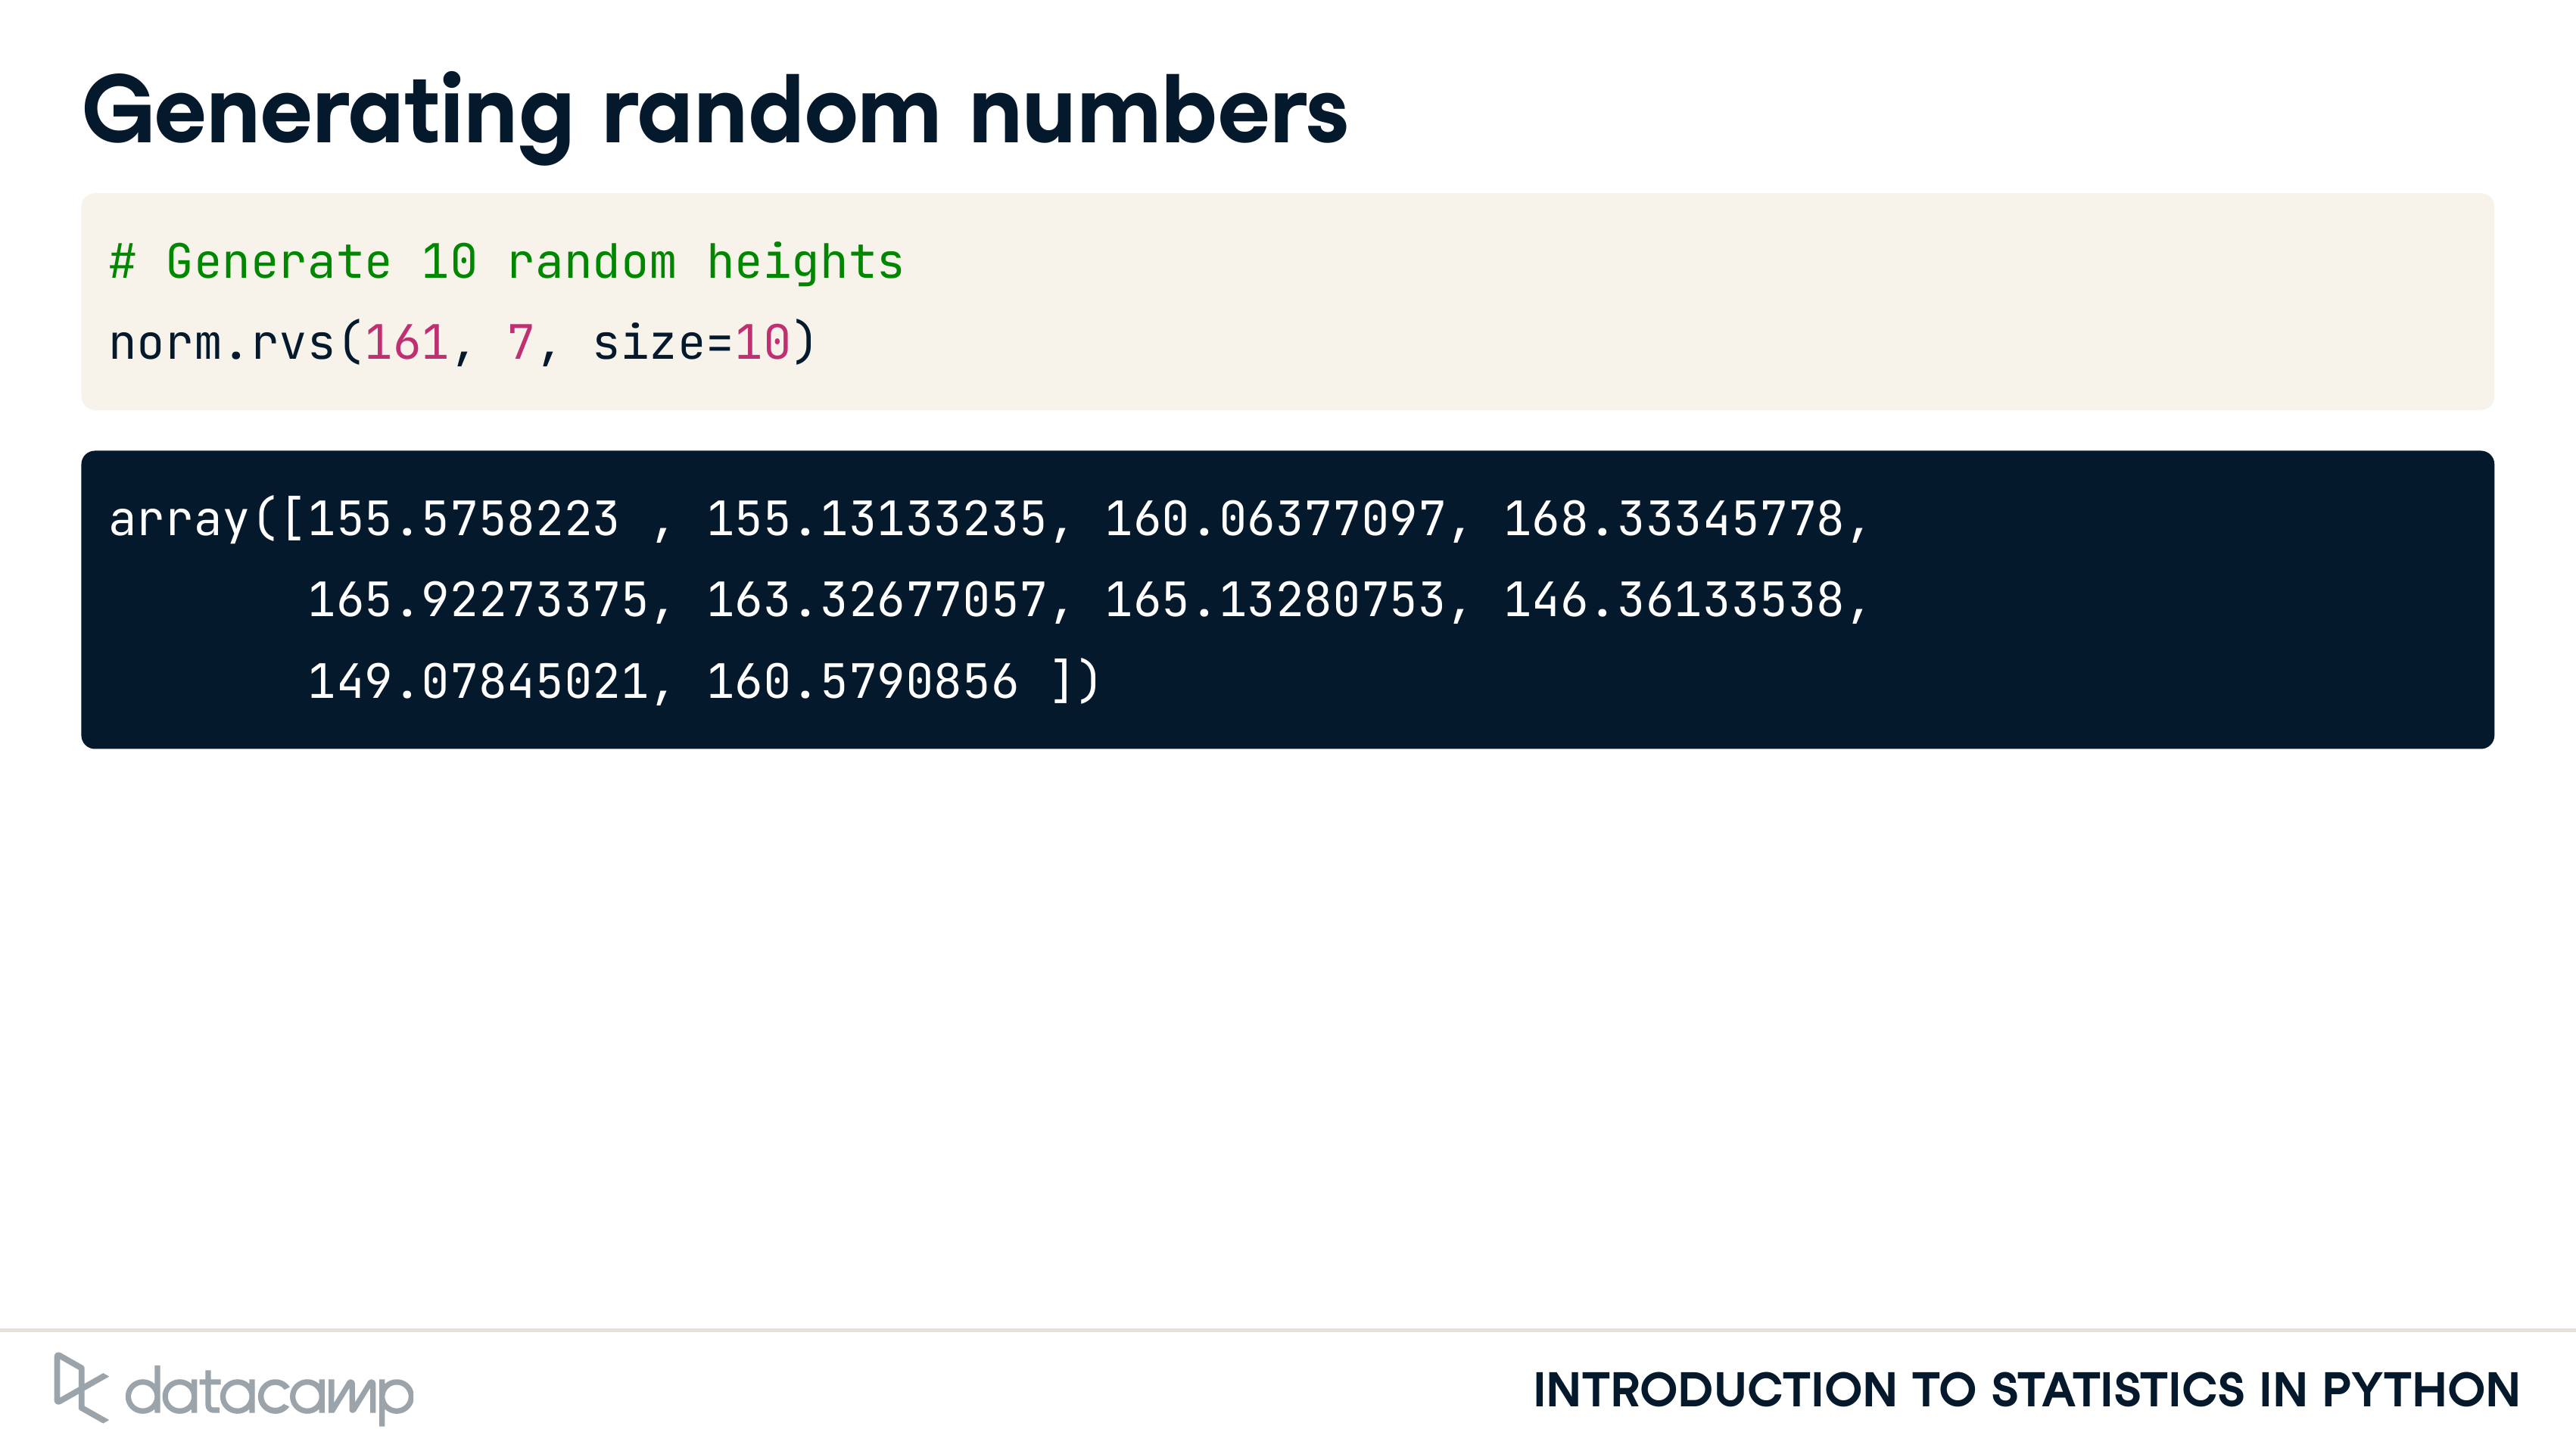 Generating random numbers
# Generate 10 random heights
norm.rvs(161, 7, size=10)
array([155.5758223 , 155.13133235, 160.06377097, 168.33345778,
       165.92273375, 163.32677057, 165.13280753, 146.36133538,
       149.07845021, 160.5790856 ])
datacamp
INTRODUCTION TO STATISTICS IN PYTHON